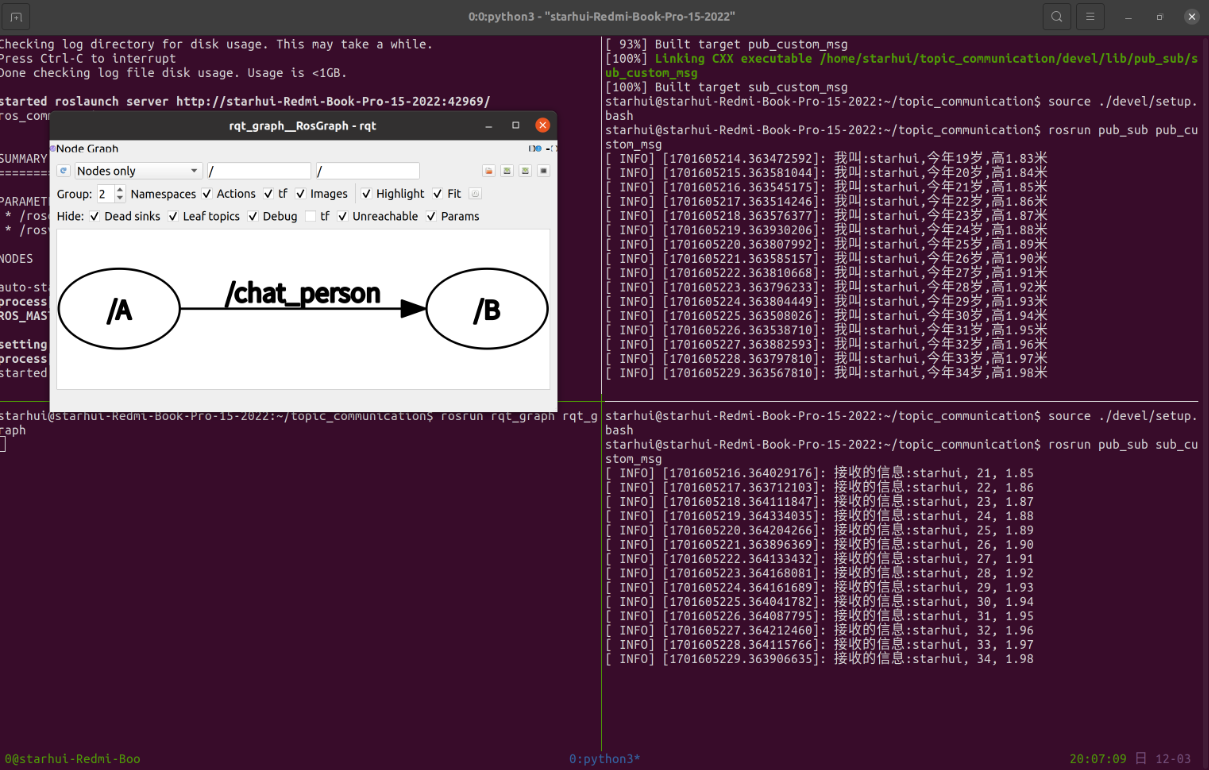 0:0:python3 - "starhui-Redmi-Book-Pro-15-2022"
Checking log directory for disk usage. This may take a while.
Press Ctrl-C to interrupt
Done checking log file disk usage. Usage is <1GB.
started roslaunch server http://starhui-Redmi-Book-Pro-15-2022:42969/
ros_com
SUMMARY
========
PARAMET
* /ros
* /ros
NODES
auto-sta
process
ROS_MAS
setting
process
started
rqt_graph__RosGraph - rqt
Node Graph
Nodes only
/
/
Group: 2 Namespaces Actions tf Images Highlight Fit
Hide: Dead sinks Leaf topics Debug tf Unreachable Params
/A
/chat_person
/B
starhui@starhui-Redmi-Book-Pro-15-2022:~/topic_communication$ rosrun rqt_graph rqt_g
raph
[ 93%] Built target pub_custom_msg
[100%] Linking CXX executable /home/starhui/topic_communication/devel/lib/pub_sub/s
ub_custom_msg
[100%] Built target sub_custom_msg
starhui@starhui-Redmi-Book-Pro-15-2022:~/topic_communication$ source ./devel/setup.
bash
starhui@starhui-Redmi-Book-Pro-15-2022:~/topic_communication$ rosrun pub_sub pub_cu
stom_msg
[ INFO] [1701605214.363472592]: 我叫:starhui,今年19岁,高1.83米
[ INFO] [1701605215.363581044]: 我叫:starhui,今年20岁,高1.84米
[ INFO] [1701605216.363545175]: 我叫:starhui,今年21岁,高1.85米
[ INFO] [1701605217.363514246]: 我叫:starhui,今年22岁,高1.86米
[ INFO] [1701605218.363576377]: 我叫:starhui,今年23岁,高1.87米
[ INFO] [1701605219.363930206]: 我叫:starhui,今年24岁,高1.88米
[ INFO] [1701605220.363807992]: 我叫:starhui,今年25岁,高1.89米
[ INFO] [1701605221.363585157]: 我叫:starhui,今年26岁,高1.90米
[ INFO] [1701605222.363810668]: 我叫:starhui,今年27岁,高1.91米
[ INFO] [1701605223.363796233]: 我叫:starhui,今年28岁,高1.92米
[ INFO] [1701605224.363804449]: 我叫:starhui,今年29岁,高1.93米
[ INFO] [1701605225.363508026]: 我叫:starhui,今年30岁,高1.94米
[ INFO] [1701605226.363538710]: 我叫:starhui,今年31岁,高1.95米
[ INFO] [1701605227.363882593]: 我叫:starhui,今年32岁,高1.96米
[ INFO] [1701605228.363797810]: 我叫:starhui,今年33岁,高1.97米
[ INFO] [1701605229.363567810]: 我叫:starhui,今年34岁,高1.98米
starhui@starhui-Redmi-Book-Pro-15-2022:~/topic_communication$ source ./devel/setup.
bash
starhui@starhui-Redmi-Book-Pro-15-2022:~/topic_communication$ rosrun pub_sub sub_cu
stom_msg
[ INFO] [1701605216.364029176]: 接收的信息:starhui, 21, 1.85
[ INFO] [1701605217.363712103]: 接收的信息:starhui, 22, 1.86
[ INFO] [1701605218.364111847]: 接收的信息:starhui, 23, 1.87
[ INFO] [1701605219.364334035]: 接收的信息:starhui, 24, 1.88
[ INFO] [1701605220.364204266]: 接收的信息:starhui, 25, 1.89
[ INFO] [1701605221.363896369]: 接收的信息:starhui, 26, 1.90
[ INFO] [1701605222.364133432]: 接收的信息:starhui, 27, 1.91
[ INFO] [1701605223.364168081]: 接收的信息:starhui, 28, 1.92
[ INFO] [1701605224.364161689]: 接收的信息:starhui, 29, 1.93
[ INFO] [1701605225.364041782]: 接收的信息:starhui, 30, 1.94
[ INFO] [1701605226.364087795]: 接收的信息:starhui, 31, 1.95
[ INFO] [1701605227.364212460]: 接收的信息:starhui, 32, 1.96
[ INFO] [1701605228.364115766]: 接收的信息:starhui, 33, 1.97
[ INFO] [1701605229.363906635]: 接收的信息:starhui, 34, 1.98
0@starhui-Redmi-Boo
0:python3*
20:07:09 日 12-03